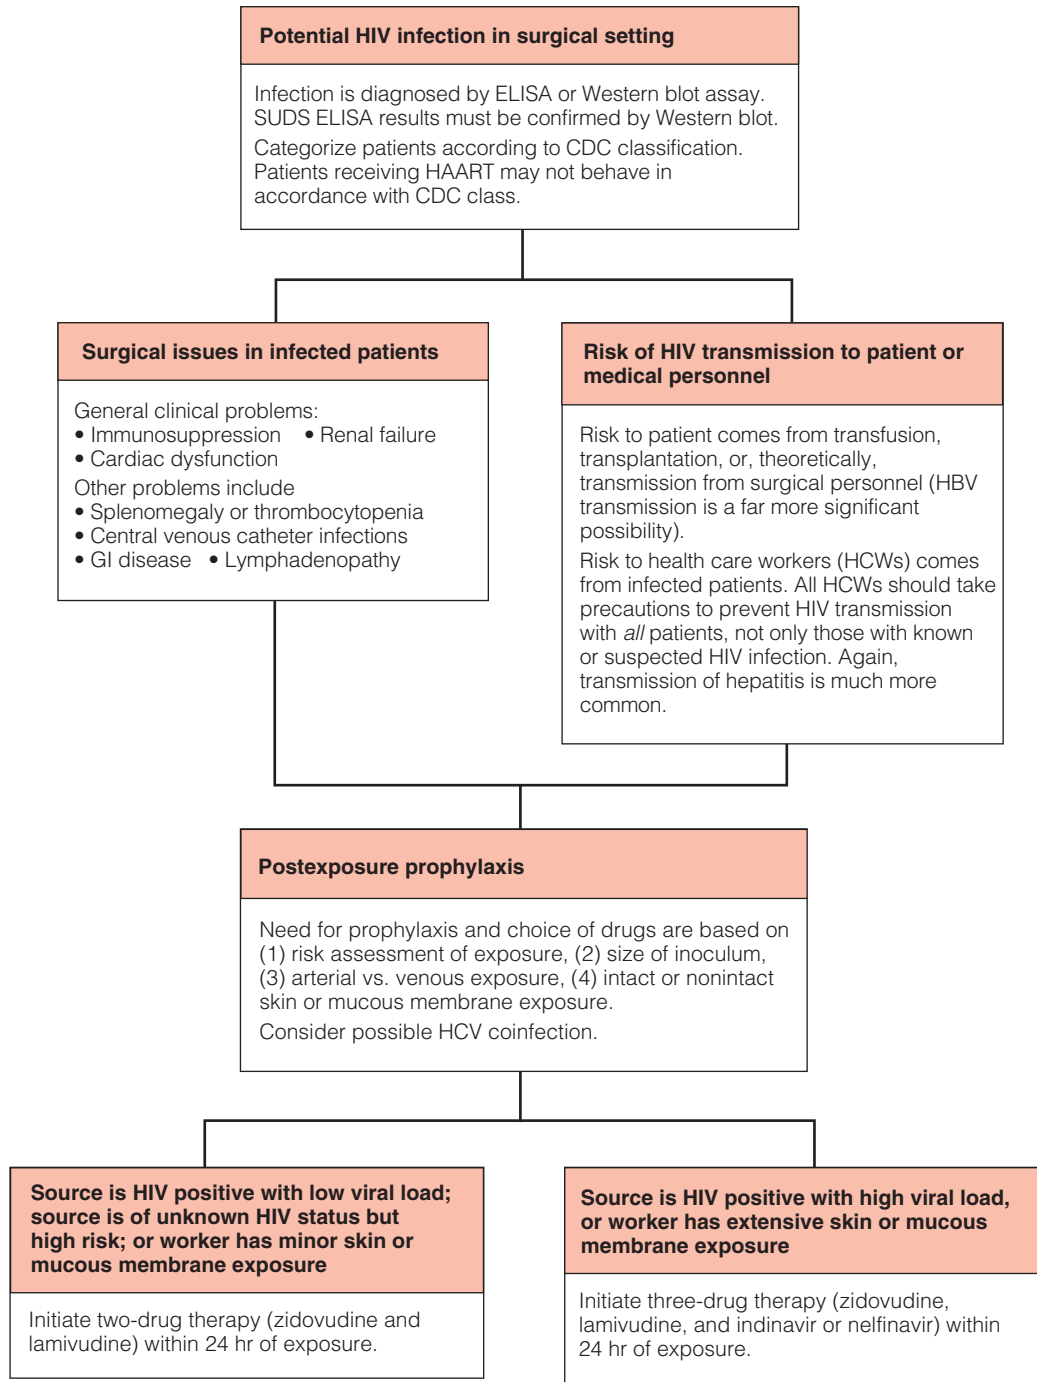 Potential HIV infection in surgical setting
Infection is diagnosed by ELISA or Western blot assay.
SUDS ELISA results must be confirmed by Western blot.
Categorize patients according to CDC classification.
Patients receiving HAART may not behave in
accordance with CDC class.
Surgical issues in infected patients
General clinical problems:
• Immunosuppression • Renal failure
• Cardiac dysfunction
Other problems include
• Splenomegaly or thrombocytopenia
• Central venous catheter infections
• GI disease • Lymphadenopathy
Risk of HIV transmission to patient or
medical personnel
Risk to patient comes from transfusion,
transplantation, or, theoretically,
transmission from surgical personnel (HBV
transmission is a far more significant
possibility).
Risk to health care workers (HCWs) comes
from infected patients. All HCWs should take
precautions to prevent HIV transmission
with all patients, not only those with known
or suspected HIV infection. Again,
transmission of hepatitis is much more
common.
Postexposure prophylaxis
Need for prophylaxis and choice of drugs are based on
(1) risk assessment of exposure, (2) size of inoculum,
(3) arterial vs. venous exposure, (4) intact or nonintact
skin or mucous membrane exposure.
Consider possible HCV coinfection.
Source is HIV positive with low viral load;
source is of unknown HIV status but
high risk; or worker has minor skin or
mucous membrane exposure
Initiate two-drug therapy (zidovudine and
lamivudine) within 24 hr of exposure.
Source is HIV positive with high viral load,
or worker has extensive skin or mucous
membrane exposure
Initiate three-drug therapy (zidovudine,
lamivudine, and indinavir or nelfinavir) within
24 hr of exposure.